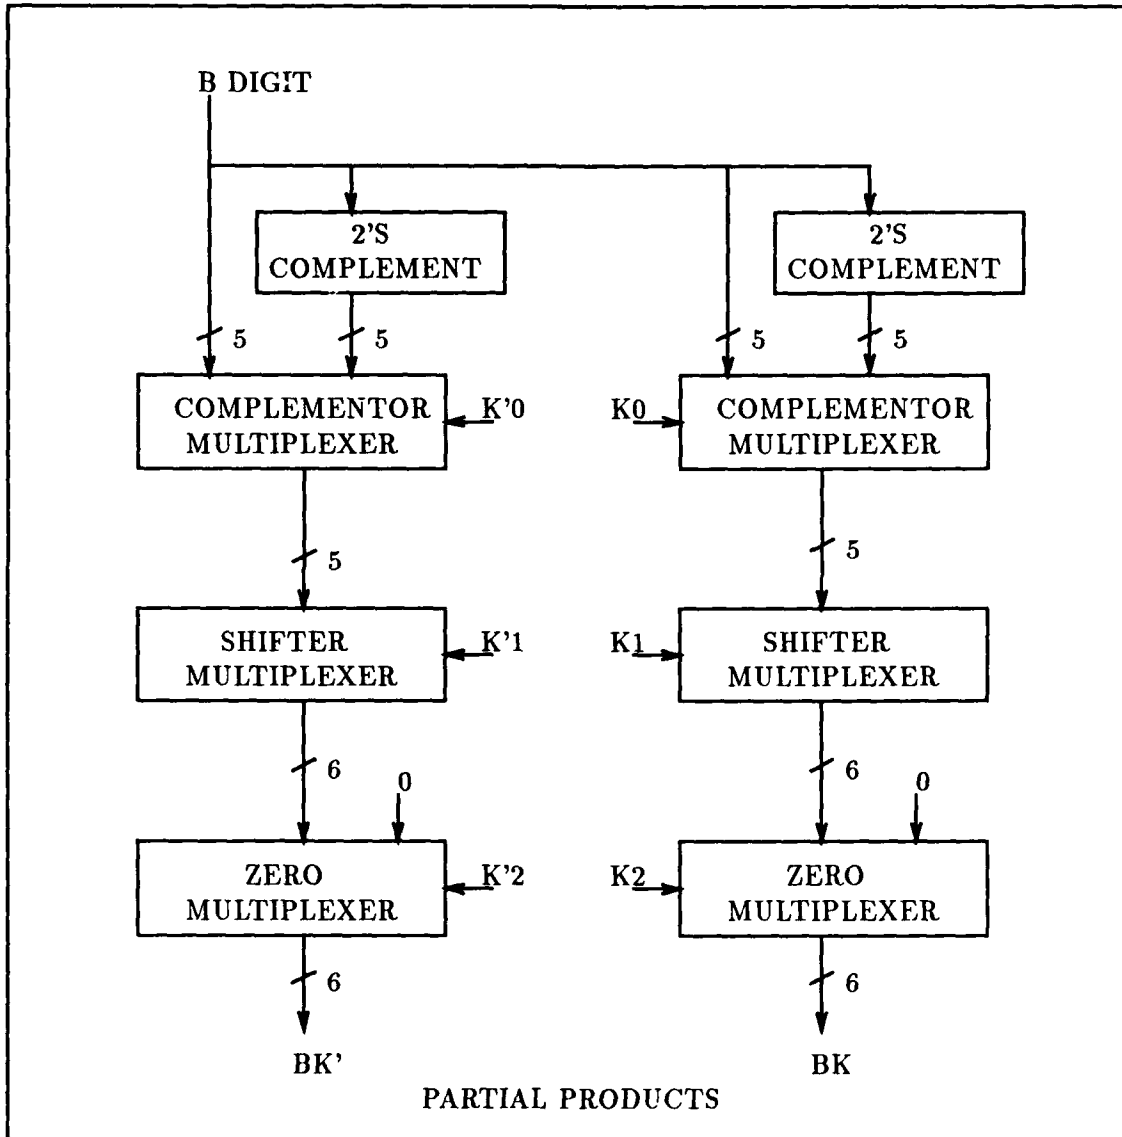 B DIGIT
2'S
COMPLEMENT
2'S
COMPLEMENT
5
5
5
5
COMPLEMENTOR
MULTIPLEXER
K'0
K0
COMPLEMENTOR
MULTIPLEXER
5
5
SHIFTER
MULTIPLEXER
K'1
K1
SHIFTER
MULTIPLEXER
6
0
6
0
ZERO
MULTIPLEXER
K'2
K2
ZERO
MULTIPLEXER
6
6
BK'
BK
PARTIAL PRODUCTS